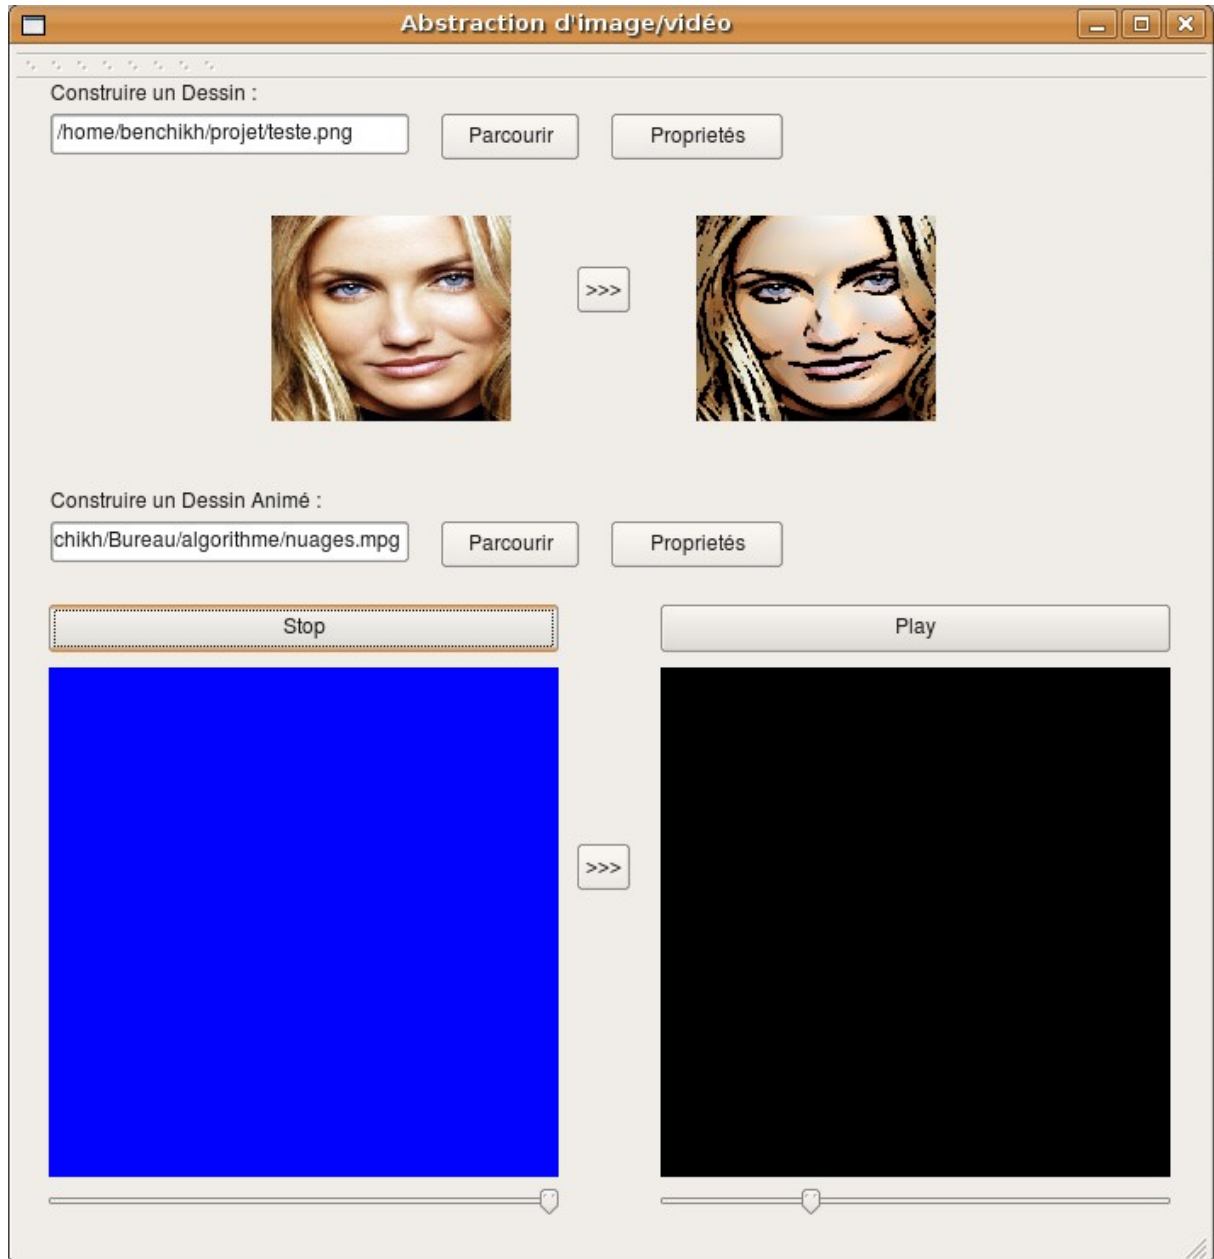 Abstraction d'image/vidéo
Construire un Dessin :
/home/benchikh/projet/teste.png
Parcourir
Proprietés
>>>
Construire un Dessin Animé :
chikh/Bureau/algorithme/nuages.mpg
Parcourir
Proprietés
Stop
Play
>>>